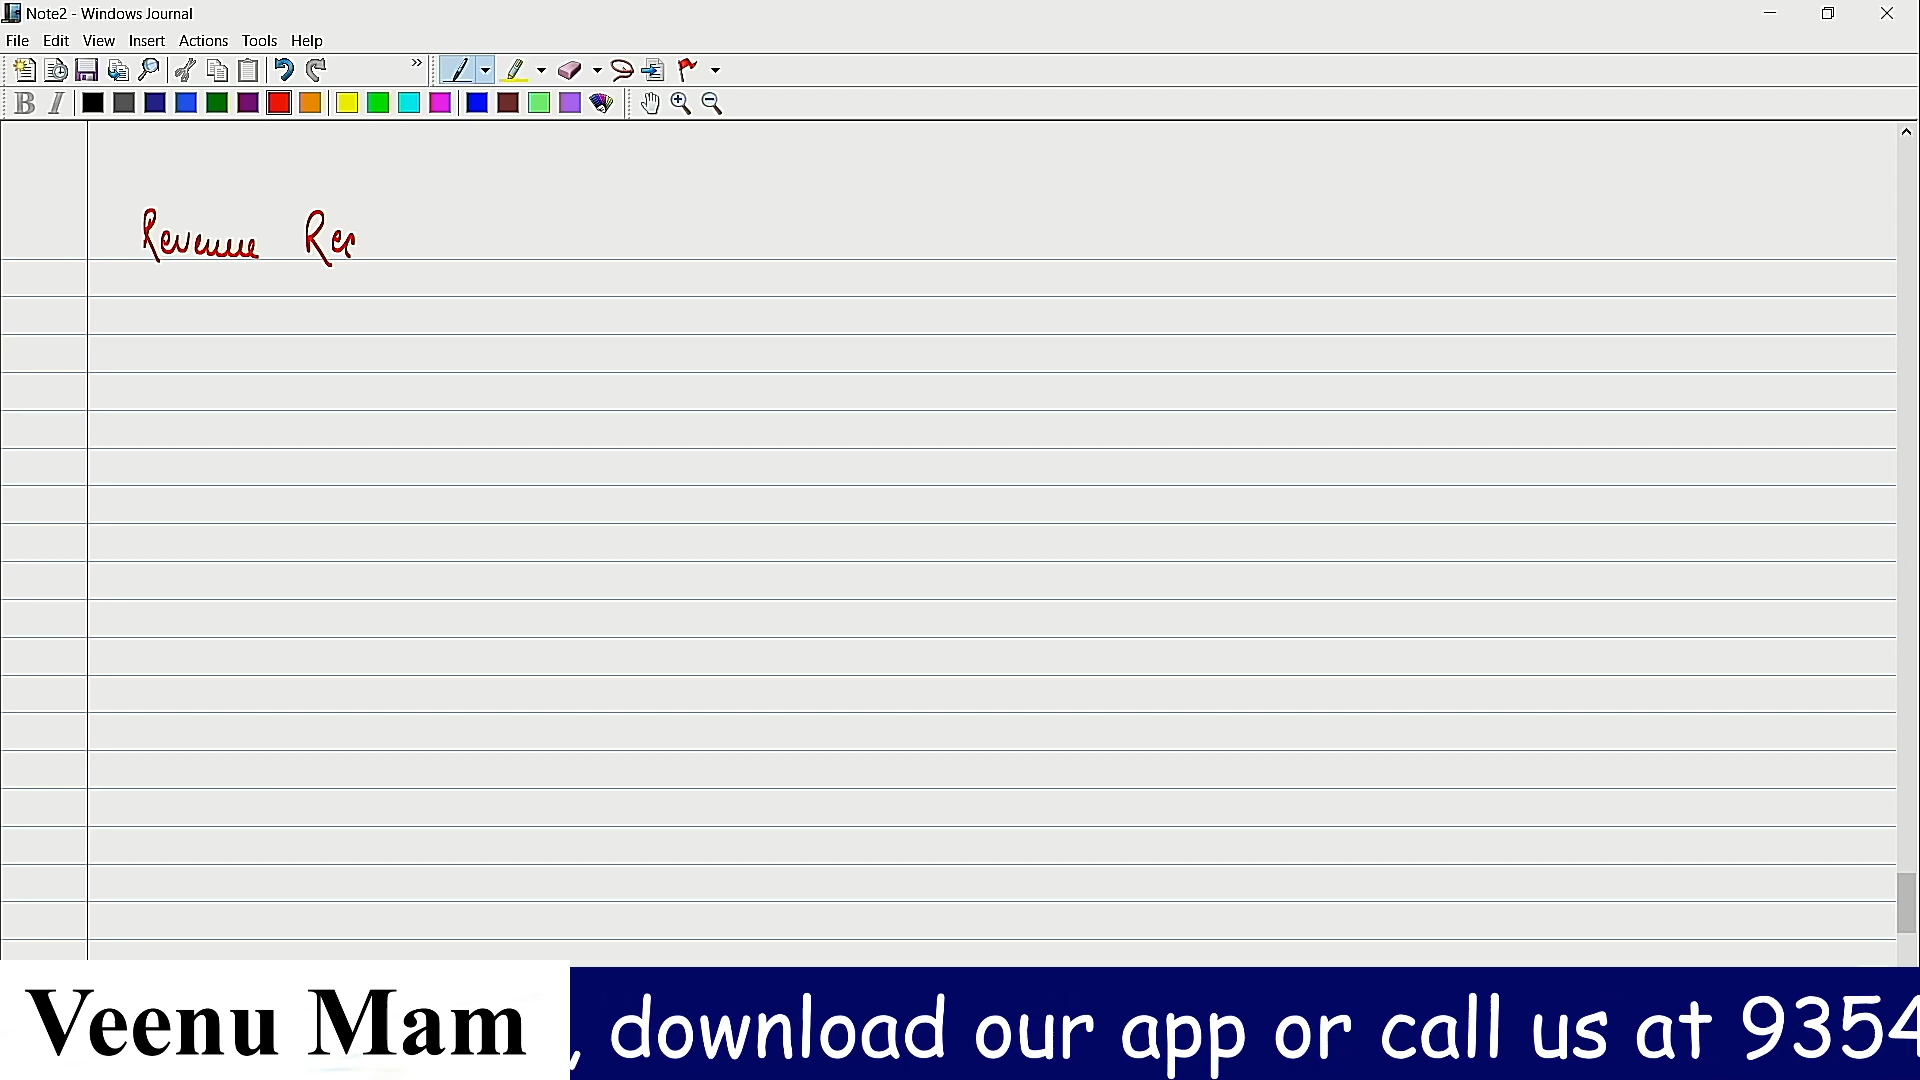 Note2 - Windows Journal
File Edit View Insert Actions Tools Help
B I
Revenue Rec
Veenu Mam
, download our app or call us at 9354